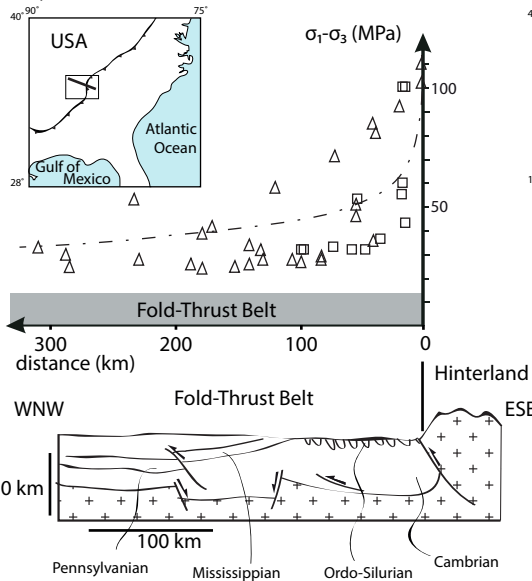 40°
90°
75°
4
σ₁-σ₃ (MPa)
USA
Atlantic
Ocean
Gulf of
Mexico
28°
100
1
50
Fold-Thrust Belt
300
200
100
0
distance (km)
Hinterland
WNW
Fold-Thrust Belt
ESE
0 km
100 km
Pennsylvanian
Mississippian
Ordo-Silurian
Cambrian